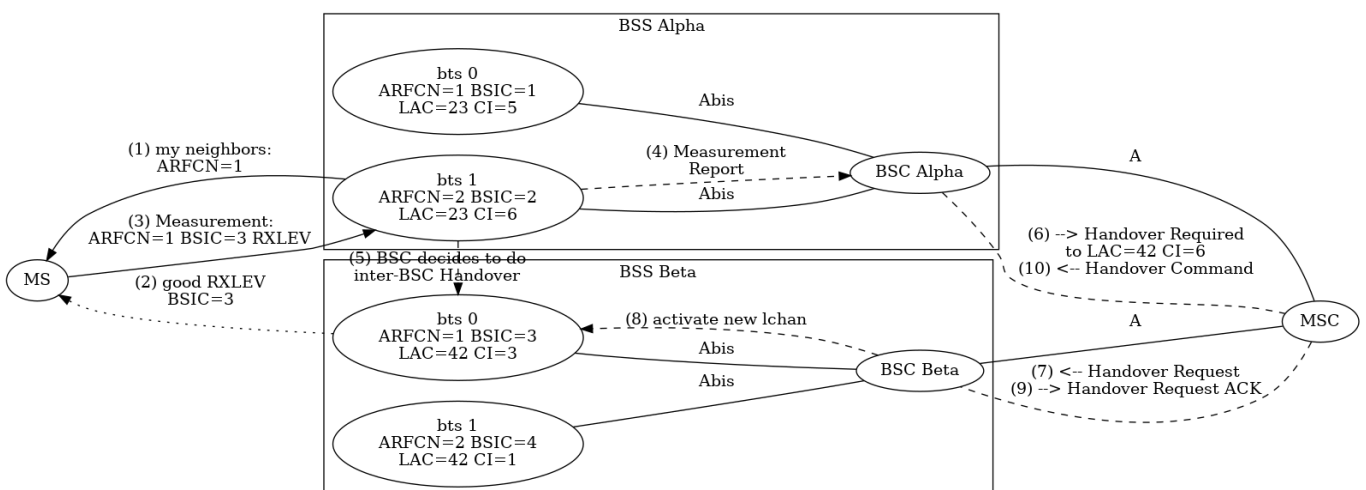 BSS Alpha
bts 0
ARFCN=1 BSIC=1
LAC=23 CI=5
Abis
(1) my neighbors:
ARFCN=1
(4) Measurement
Report
A
BSC Alpha
bts 1
ARFCN=2 BSIC=2
LAC=23 CI=6
Abis
(3) Measurement:
ARFCN=1 BSIC=3 RXLEV
(6) --> Handover Required
to LAC=42 CI=6
(10) <-- Handover Command
(5) BSC decides to do
inter-BSC Handover
MS
BSS Beta
(2) good RXLEV
BSIC=3
bts 0
ARFCN=1 BSIC=3
LAC=42 CI=3
(8) activate new lchan
A
MSC
Abis
BSC Beta
(7) <-- Handover Request
(9) --> Handover Request ACK
Abis
bts 1
ARFCN=2 BSIC=4
LAC=42 CI=1